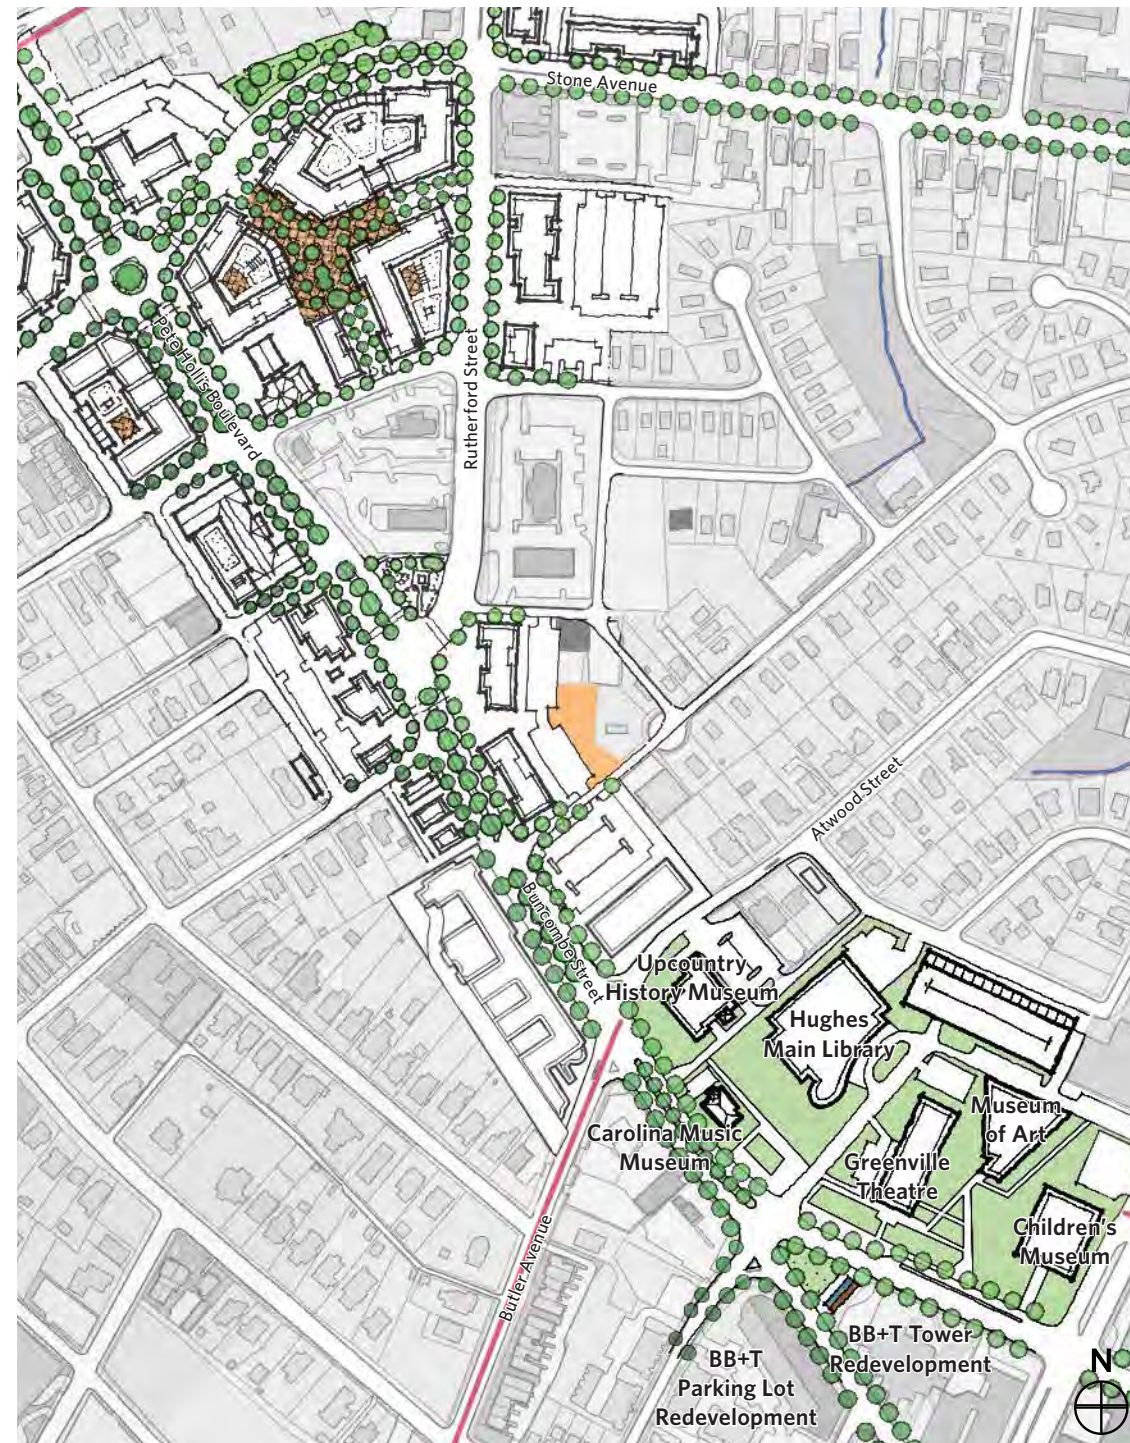 Stone Avenue
Pete Hollis Boulevard
Rutherford Street
Atwood Street
Buncombe Street
Upcountry
History Museum
Hughes
Main Library
Museum
of Art
Carolina Music
Museum
Greenville
Theatre
Children's
Museum
Butler Avenue
BB+T Tower
Redevelopment
BB+T
Parking Lot
Redevelopment
N